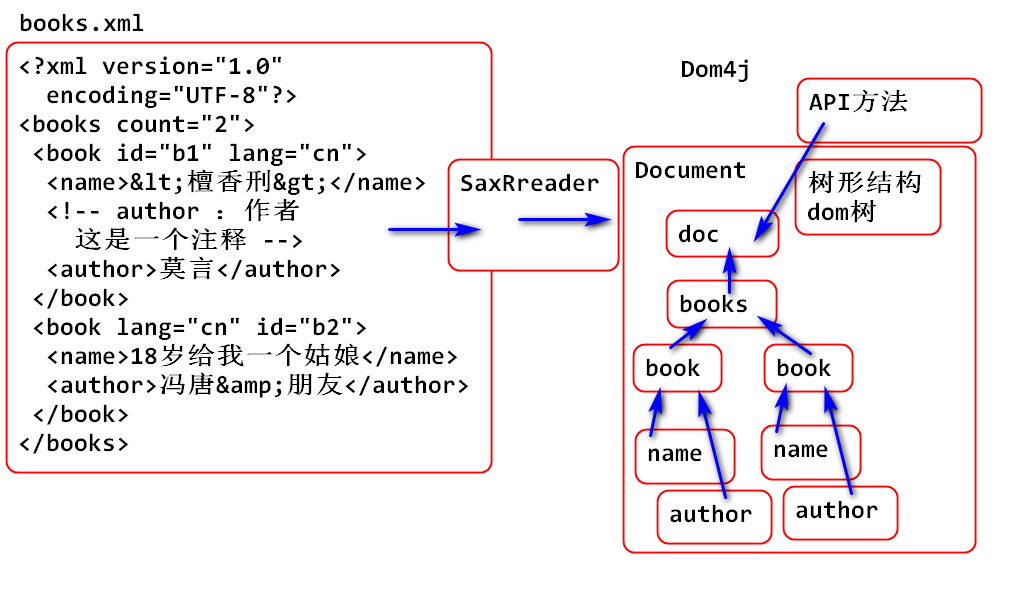 books.xml
<?xml version="1.0"
encoding="UTF-8"?>
<books count="2">
<book id="b1" lang="cn">
<name>&lt;檀香刑&gt;</name>
<!-- author : 作者
这是一个注释 -->
<author>莫言</author>
</book>
<book lang="cn" id="b2">
<name>18岁给我一个姑娘</name>
<author>冯唐&amp;朋友</author>
</book>
</books>
SaxRreader
Dom4j
API方法
Document
树形结构
dom树
doc
books
book
book
name
name
author
author